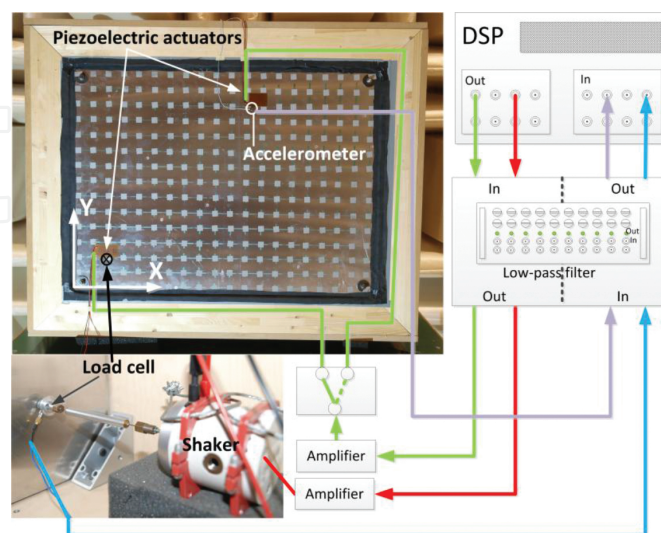 Piezoelectric actuators
Accelerometer
Y
X
Load cell
Shaker
DSP
Out
In
In
Out
Out
In
Low-pass filter
Out
In
Amplifier
Amplifier